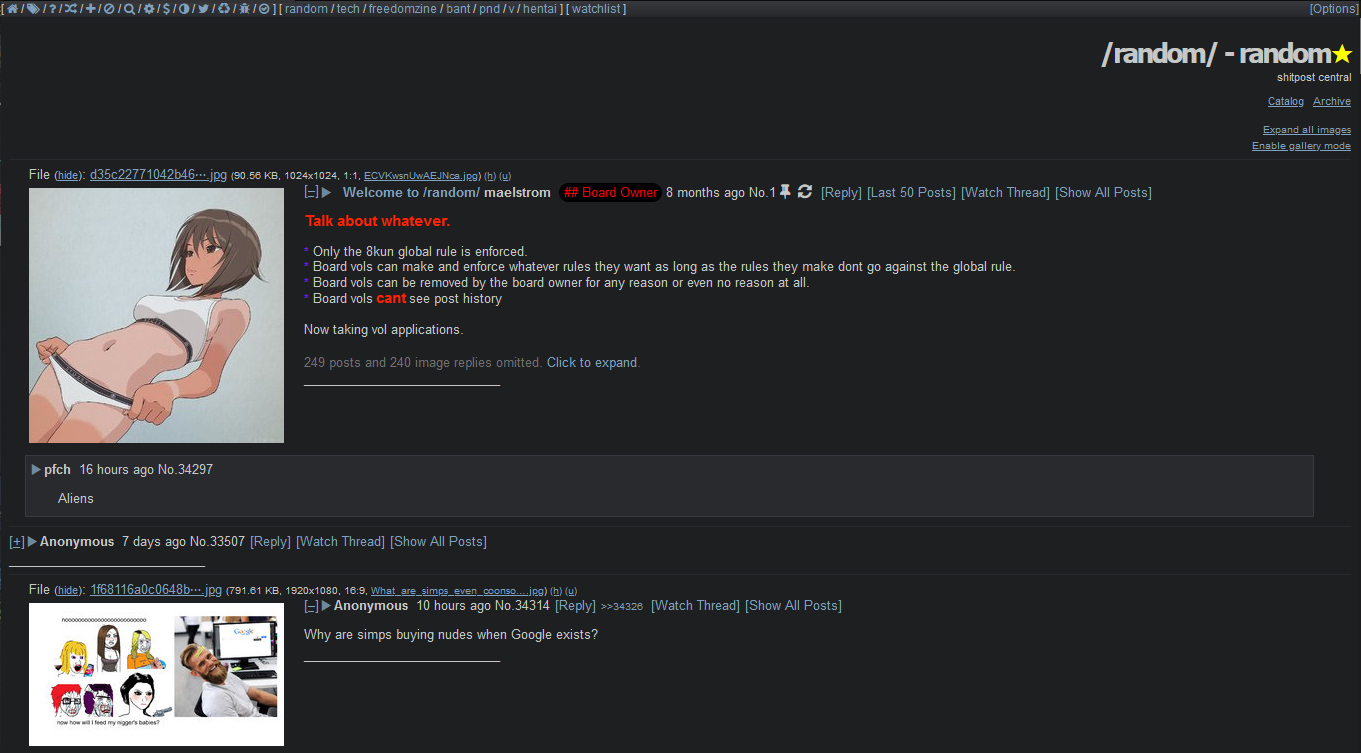 [ / / ? / / + / / / / $ / / / / / ] [ random / tech / freedomzine / bant / pnd / v / hentai ] [ watchlist ] [Options]
/random/ - random
shitpost central
Catalog Archive
Expand all images
Enable gallery mode
File (hide): d35c22771042b46···.jpg (90.56 KB, 1024x1024, 1:1, ECVKwsnUwAEJNca.jpg) (h) (u)
[–] Welcome to /random/ maelstrom ## Board Owner 8 months ago No.1 [Reply] [Last 50 Posts] [Watch Thread] [Show All Posts]
Talk about whatever.
* Only the 8kun global rule is enforced.
* Board vols can make and enforce whatever rules they want as long as the rules they make dont go against the global rule.
* Board vols can be removed by the board owner for any reason or even no reason at all.
* Board vols cant see post history
Now taking vol applications.
249 posts and 240 image replies omitted. Click to expand.
pfch 16 hours ago No.34297
Aliens
[+] Anonymous 7 days ago No.33507 [Reply] [Watch Thread] [Show All Posts]
File (hide): 1f68116a0c0648b···.jpg (791.61 KB, 1920x1080, 16:9, What_are_simps_even_coonso....jpg) (h) (u)
[–] Anonymous 10 hours ago No.34314 [Reply] >>34326 [Watch Thread] [Show All Posts]
Why are simps buying nudes when Google exists?
Google
now how will I feed my nigger's babies?